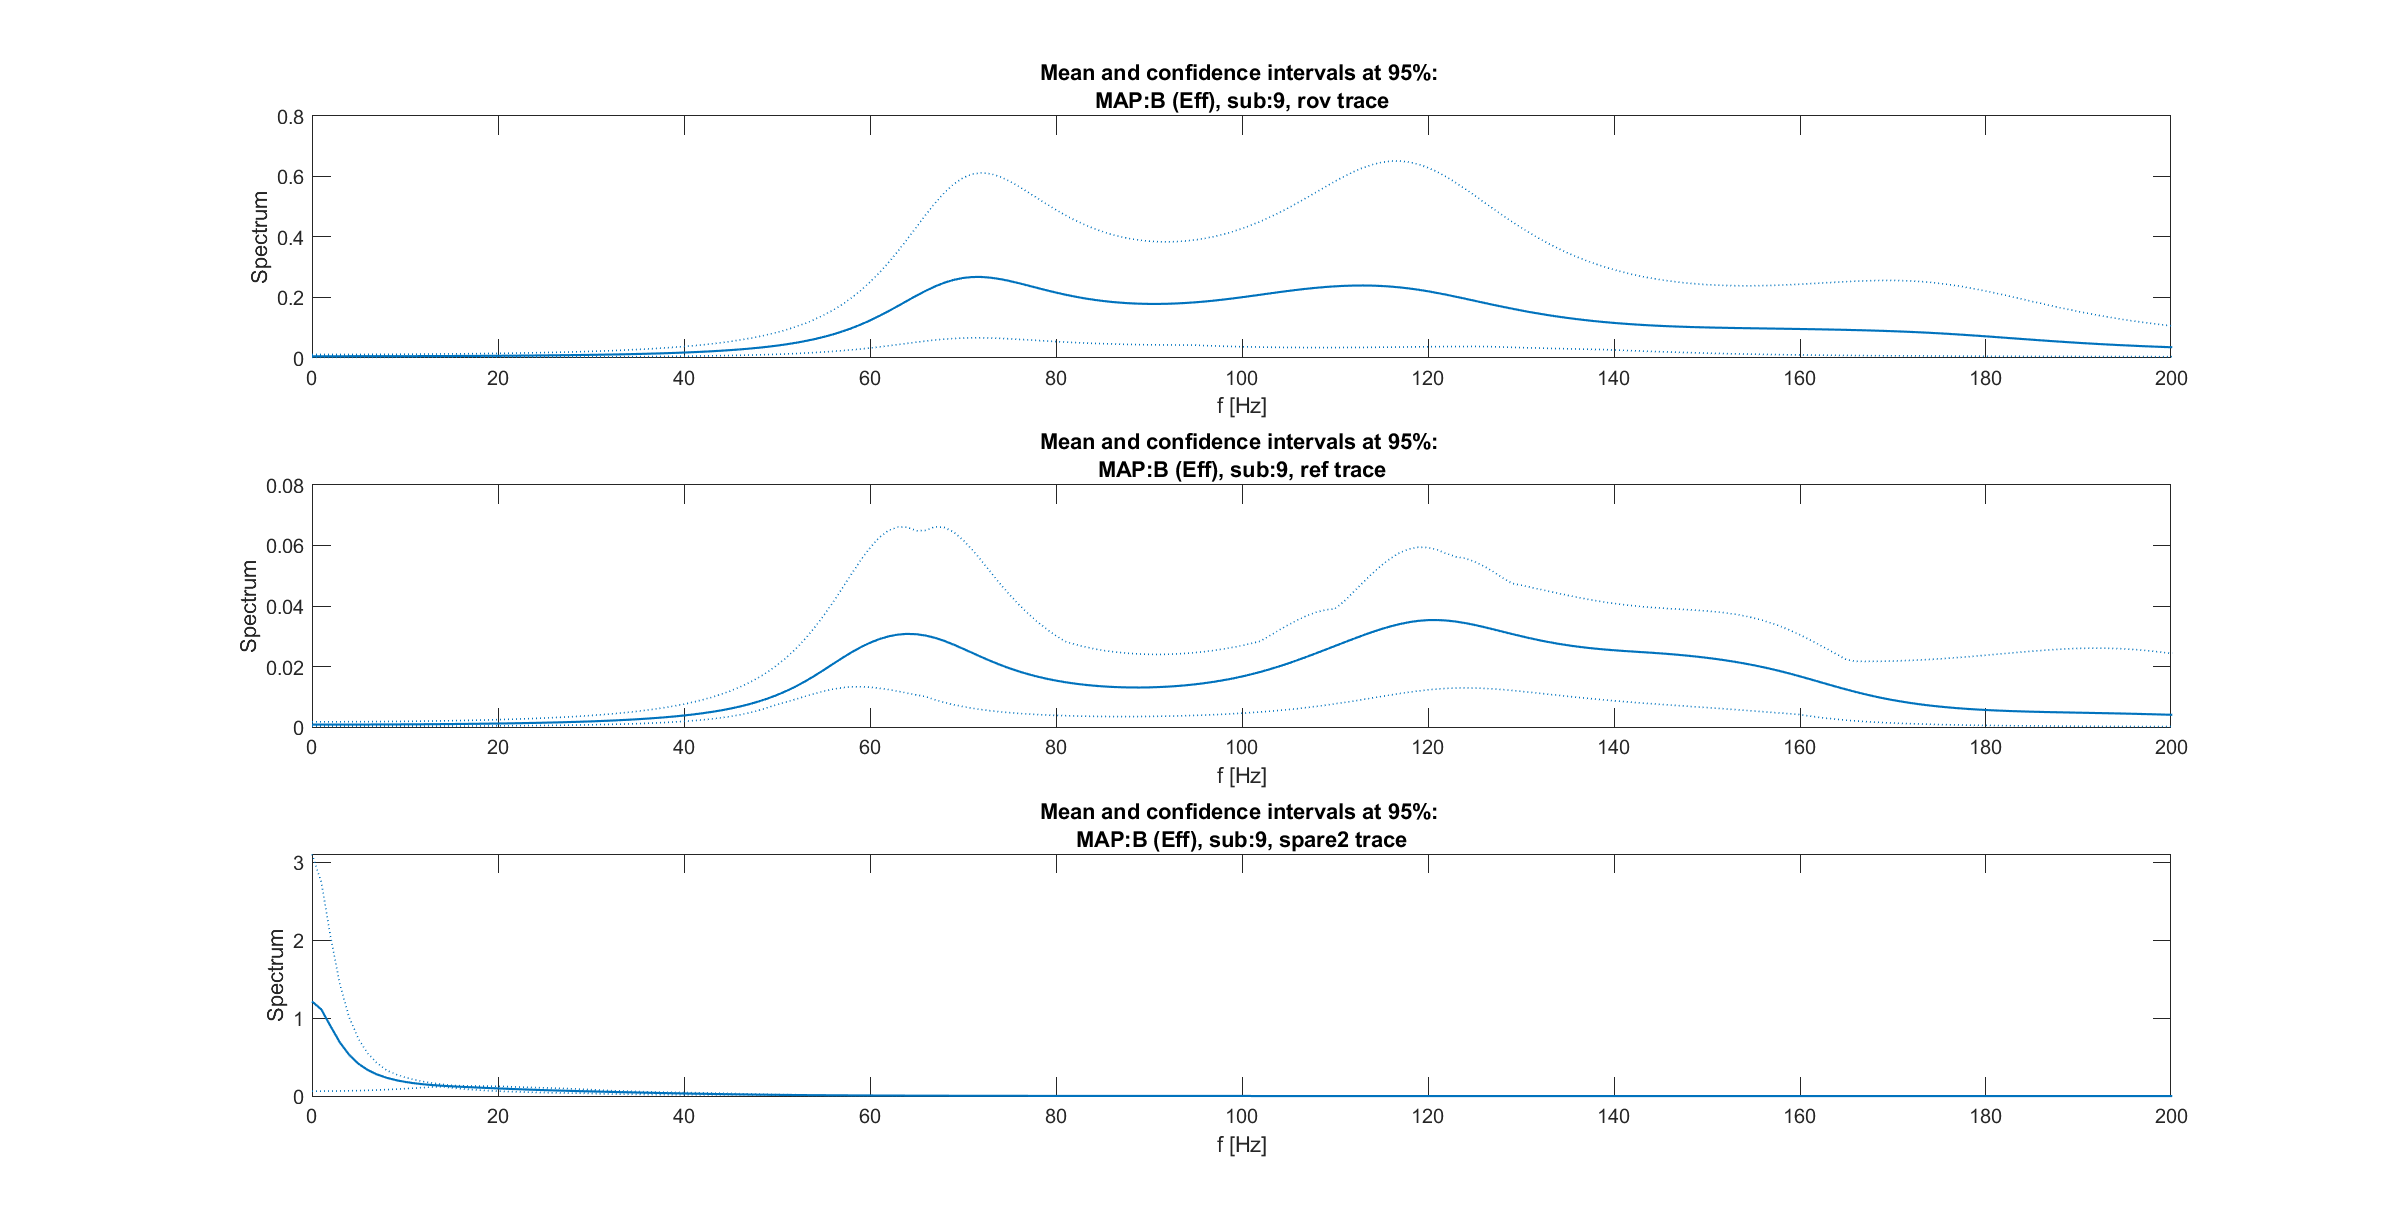 Mean and confidence intervals at 95%:
MAP:B (Eff), sub:9, rov trace
0.8
0.6
0.4
0.2
0
Spectrum
0 20 40 60 80 100 120 140 160 180 200
f [Hz]
Mean and confidence intervals at 95%:
MAP:B (Eff), sub:9, ref trace
0.08
0.06
0.04
0.02
0
Spectrum
0 20 40 60 80 100 120 140 160 180 200
f [Hz]
Mean and confidence intervals at 95%:
MAP:B (Eff), sub:9, spare2 trace
3
2
1
0
Spectrum
0 20 40 60 80 100 120 140 160 180 200
f [Hz]